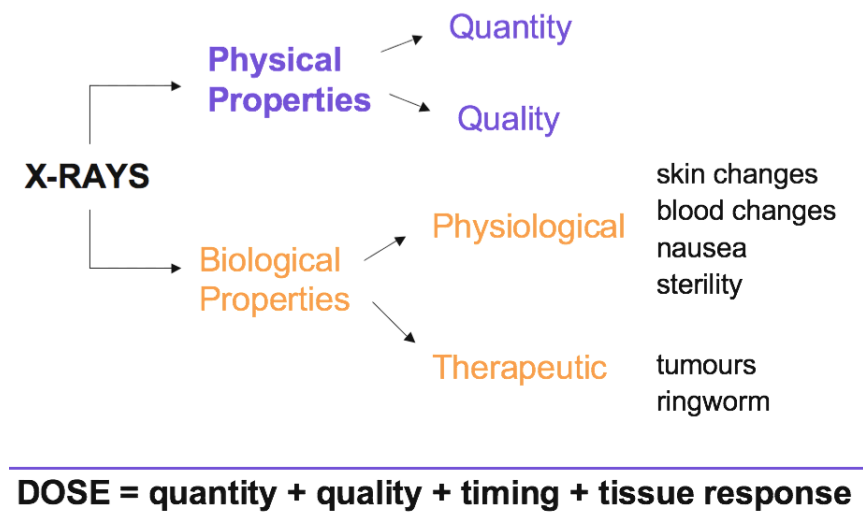 Quantity
Physical
Properties
Quality
X-RAYS
skin changes
blood changes
Physiological
nausea
sterility
Biological
Properties
Therapeutic
tumours
ringworm
DOSE = quantity + quality + timing + tissue response